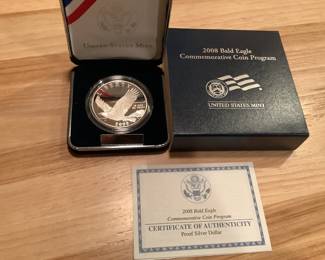 UNITED STATES MINT
2008 Bald Eagle
Commemorative Coin Program
UNITED STATES MINT
2008 Bald Eagle
Commemorative Coin Program
CERTIFICATE OF AUTHENTICITY
Proof Silver Dollar